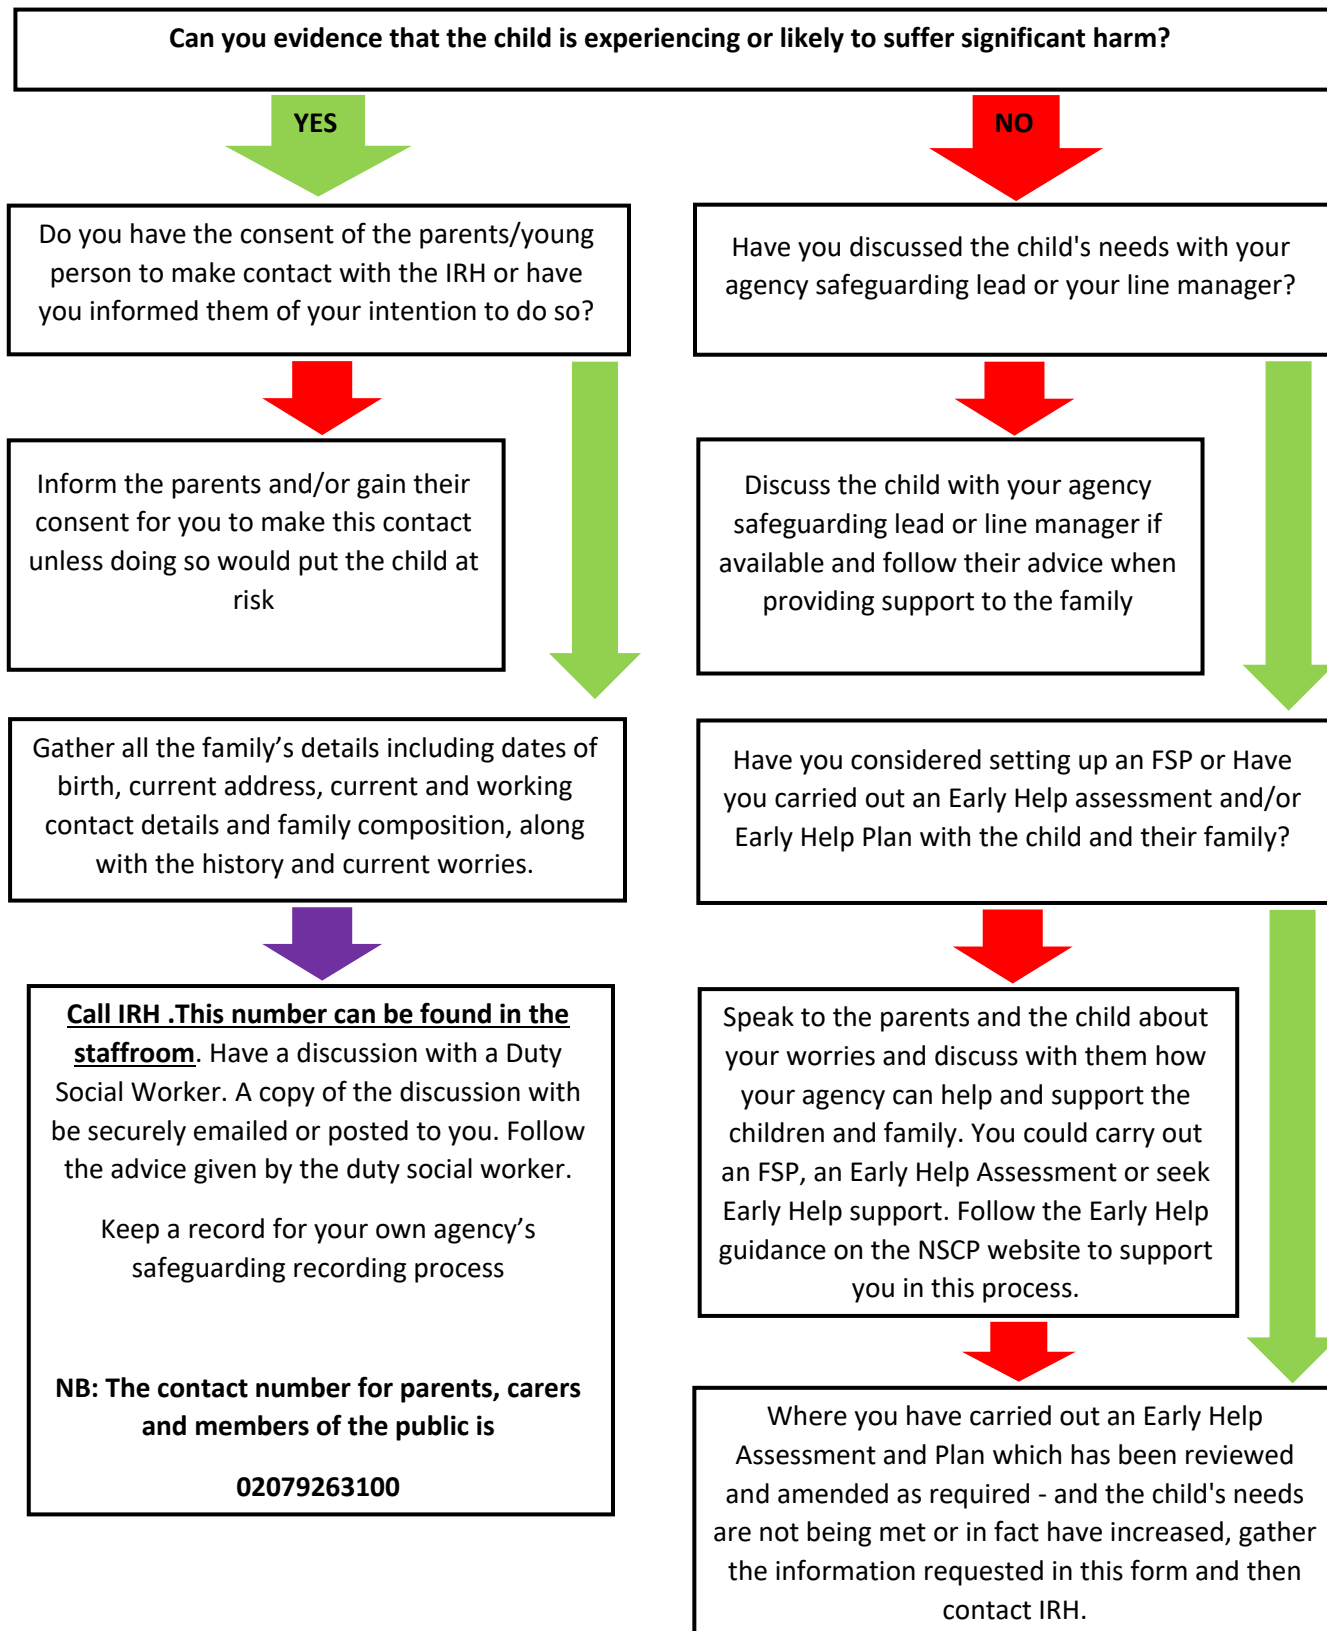 Can you evidence that the child is experiencing or likely to suffer significant harm?
YES
NO
Do you have the consent of the parents/young
person to make contact with the IRH or have
you informed them of your intention to do so?
Have you discussed the child's needs with your
agency safeguarding lead or your line manager?
Inform the parents and/or gain their
consent for you to make this contact
unless doing so would put the child at
risk
Discuss the child with your agency
safeguarding lead or line manager if
available and follow their advice when
providing support to the family
Gather all the family’s details including dates of
birth, current address, current and working
contact details and family composition, along
with the history and current worries.
Have you considered setting up an FSP or Have
you carried out an Early Help assessment and/or
Early Help Plan with the child and their family?
Call IRH .This number can be found in the
staffroom. Have a discussion with a Duty
Social Worker. A copy of the discussion with
be securely emailed or posted to you. Follow
the advice given by the duty social worker.
Keep a record for your own agency’s
safeguarding recording process
NB: The contact number for parents, carers
and members of the public is
02079263100
Speak to the parents and the child about
your worries and discuss with them how
your agency can help and support the
children and family. You could carry out
an FSP, an Early Help Assessment or seek
Early Help support. Follow the Early Help
guidance on the NSCP website to support
you in this process.
Where you have carried out an Early Help
Assessment and Plan which has been reviewed
and amended as required - and the child's needs
are not being met or in fact have increased, gather
the information requested in this form and then
contact IRH.